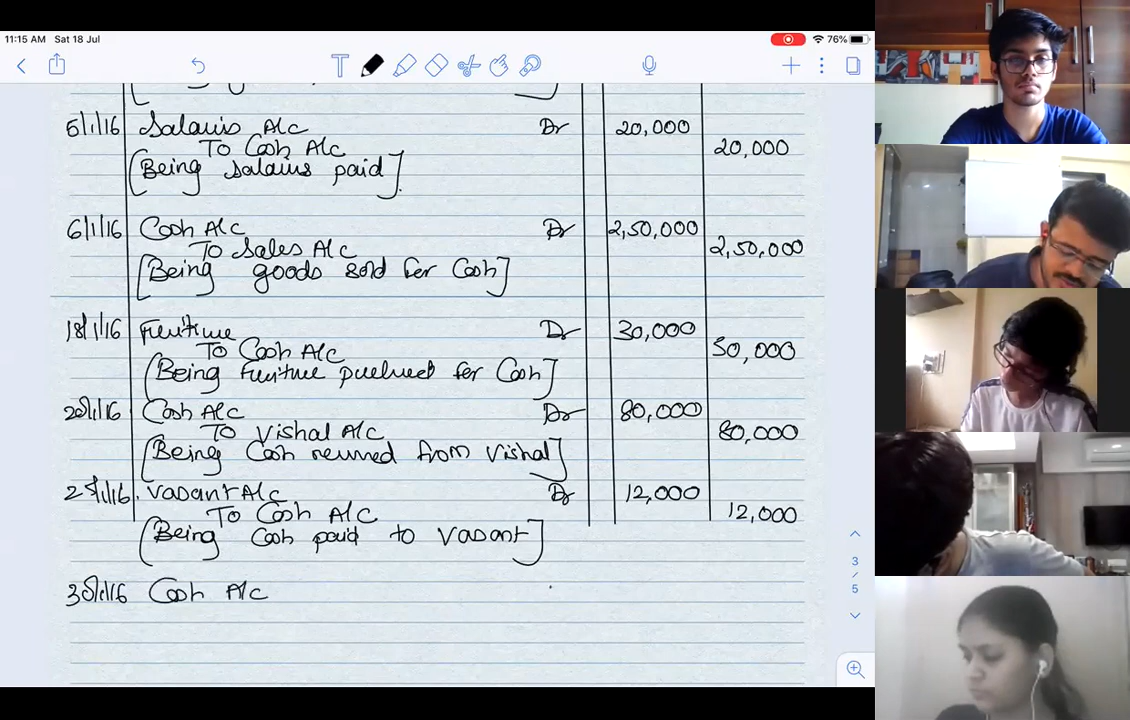 11:15 AM Sat 18 Jul
76%
5/1/16 Salaries A/c Dr 20,000
To Cash A/c 20,000
[Being Salaries paid]
6/1/16 Cash A/c Dr 2,50,000
To Sales A/c 2,50,000
[Being goods sold for Cash]
18/1/16 Furniture Dr 30,000
To Cash A/c 30,000
[Being furniture purchased for Cash]
20/1/16 Cash A/c Dr 80,000
To Vishal A/c 80,000
[Being Cash received from Vishal]
/1/16 Vasant A/c Dr 12,000
To Cash A/c 12,000
[Being Cash paid to Vasant]
30/1/16 Cash A/c
3
/
5